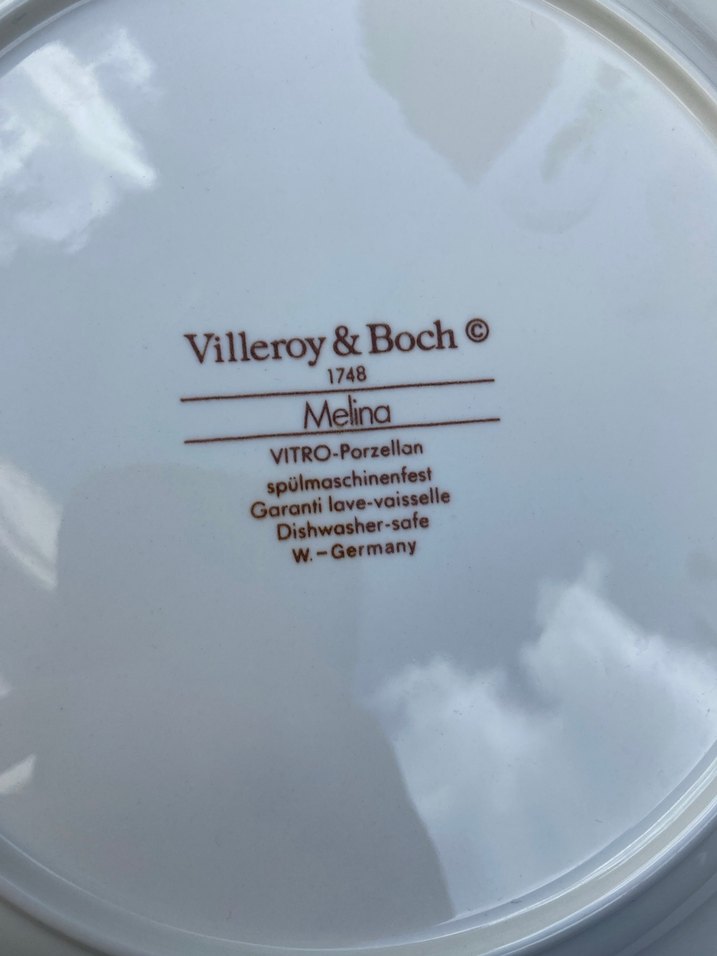 Villeroy & Boch ©
1748
Melina
VITRO-Porzellan
spülmaschinenfest
Garanti lave-vaisselle
Dishwasher-safe
W.-Germany